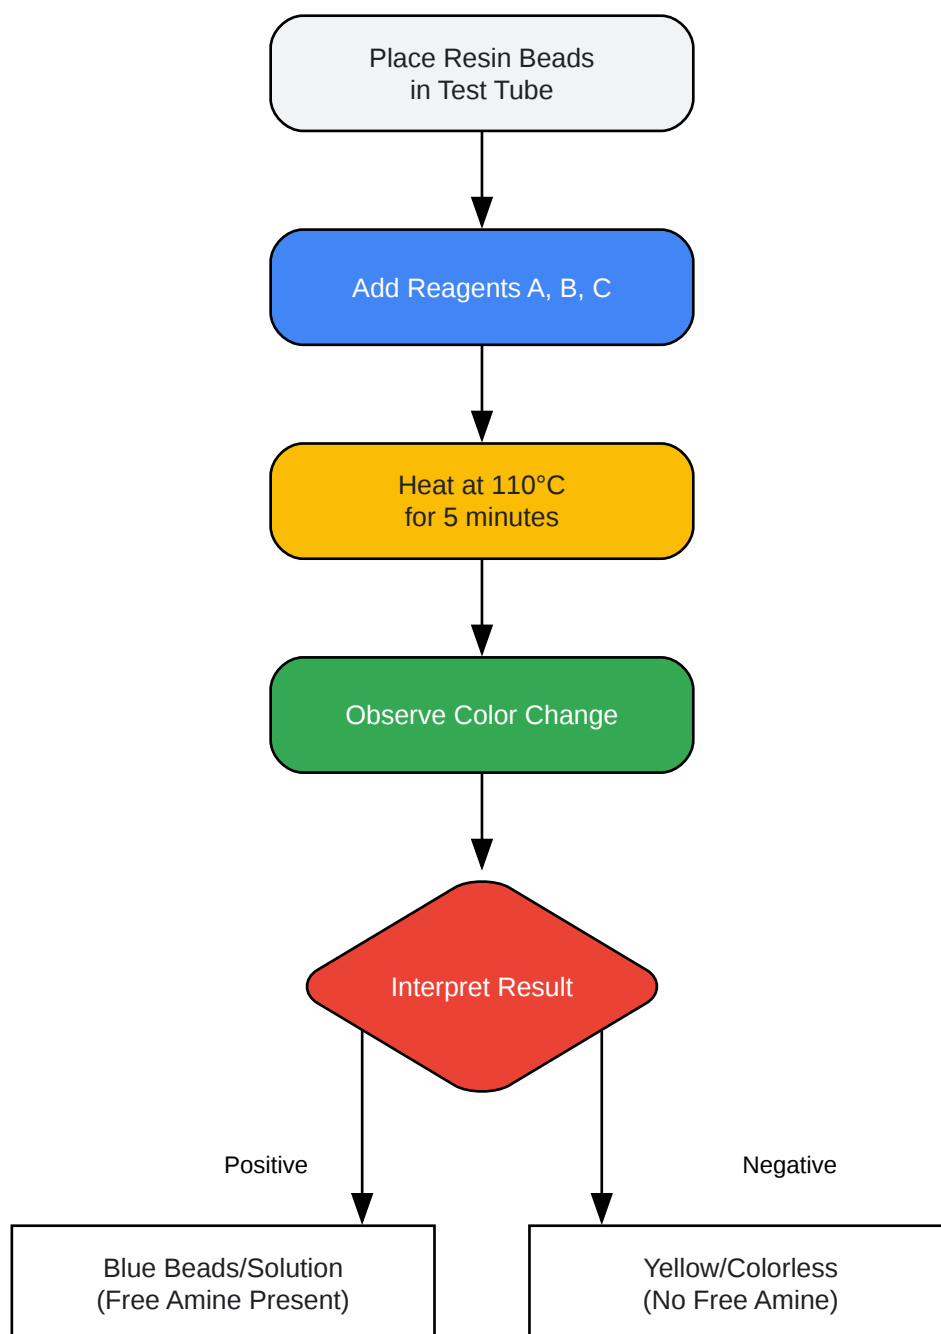 Place Resin Beads
in Test Tube
Add Reagents A, B, C
Heat at 110°C
for 5 minutes
Observe Color Change
Interpret Result
Positive
Negative
Blue Beads/Solution
(Free Amine Present)
Yellow/Colorless
(No Free Amine)